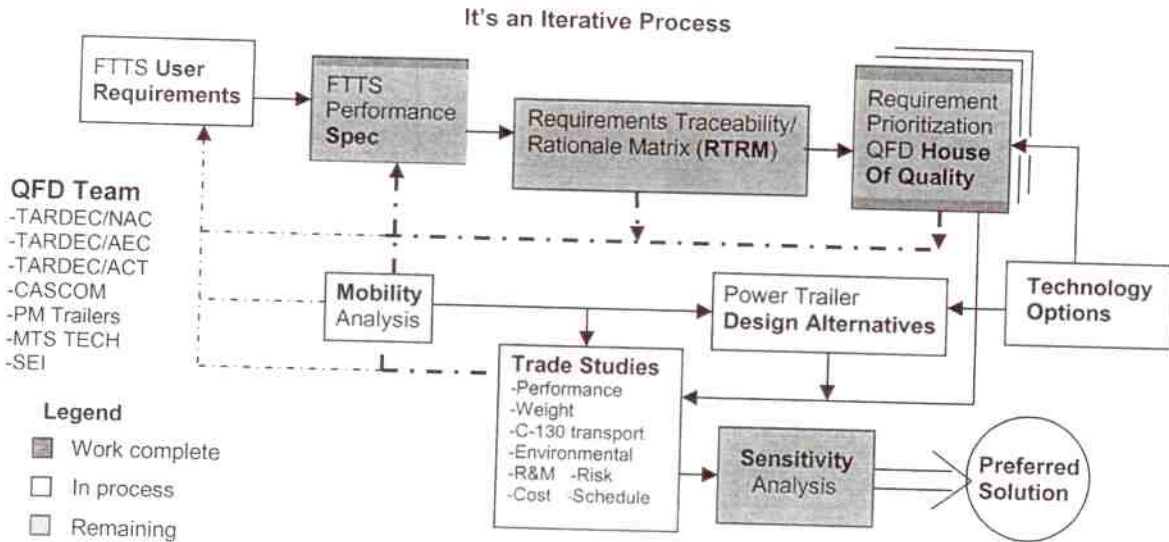 It's an Iterative Process
FTTS User
Requirements
FTTS
Performance
Spec
Requirements Traceability/
Rationale Matrix (RTRM)
Requirement
Prioritization
QFD House
Of Quality
QFD Team
-TARDEC/NAC
-TARDEC/AEC
-TARDEC/ACT
-CASCOM
-PM Trailers
-MTS TECH
-SEI
Mobility
Analysis
Power Trailer
Design Alternatives
Technology
Options
Trade Studies
-Performance
-Weight
-C-130 transport
-Environmental
-R&M -Risk
-Cost -Schedule
Sensitivity
Analysis
Preferred
Solution
Legend
Work complete
In process
Remaining